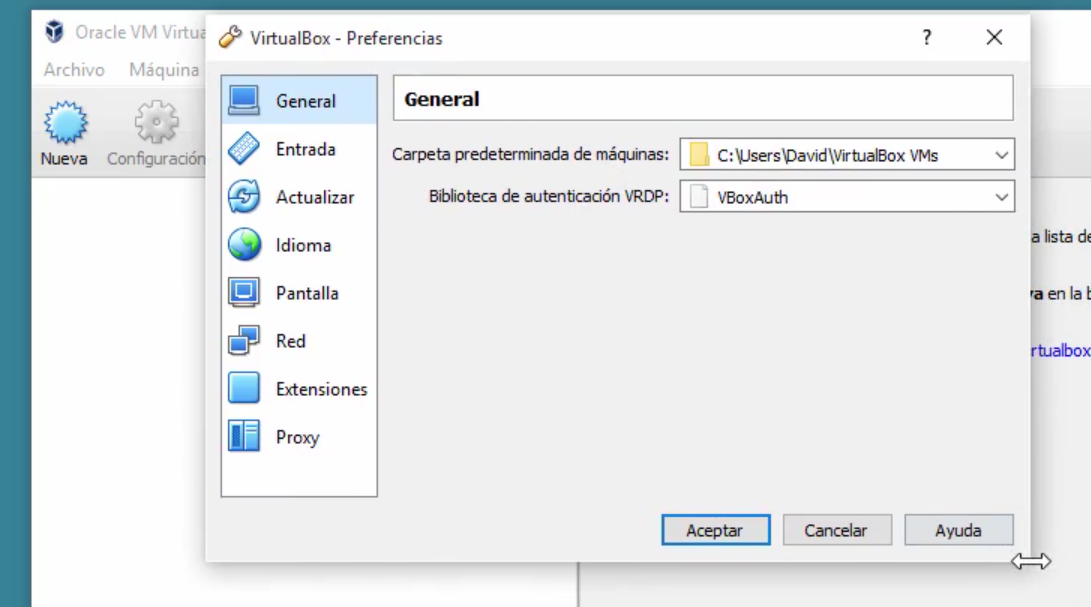 Oracle VM Virtua
VirtualBox - Preferencias
?
Archivo Máquina
Nueva
Configuración
General
Entrada
Actualizar
Idioma
Pantalla
Red
Extensiones
Proxy
General
Carpeta predeterminada de máquinas: C:\Users\David\VirtualBox VMs
Biblioteca de autenticación VRDP: VBoxAuth
Aceptar Cancelar Ayuda
a lista de
va en la b
rtualbox